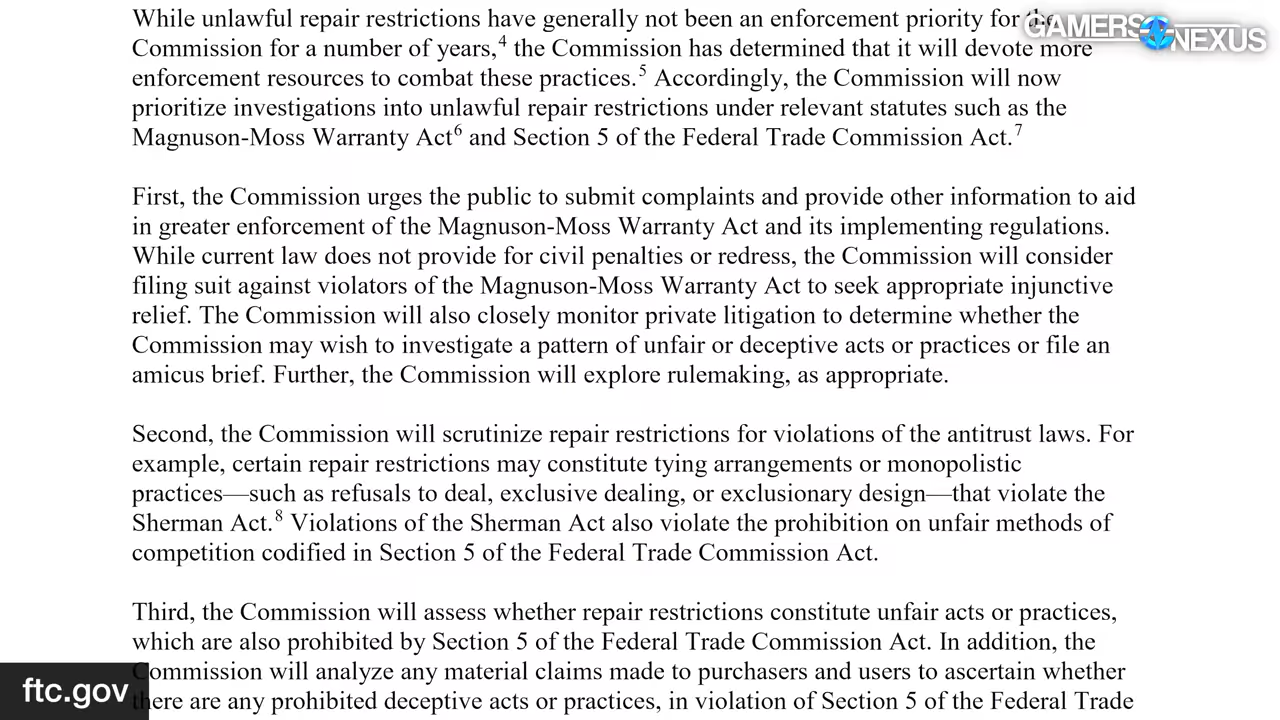 While unlawful repair restrictions have generally not been an enforcement priority for the
GAMERS NEXUS
Commission for a number of years,⁴ the Commission has determined that it will devote more
enforcement resources to combat these practices.⁵ Accordingly, the Commission will now
prioritize investigations into unlawful repair restrictions under relevant statutes such as the
Magnuson-Moss Warranty Act⁶ and Section 5 of the Federal Trade Commission Act.⁷
First, the Commission urges the public to submit complaints and provide other information to aid
in greater enforcement of the Magnuson-Moss Warranty Act and its implementing regulations.
While current law does not provide for civil penalties or redress, the Commission will consider
filing suit against violators of the Magnuson-Moss Warranty Act to seek appropriate injunctive
relief. The Commission will also closely monitor private litigation to determine whether the
Commission may wish to investigate a pattern of unfair or deceptive acts or practices or file an
amicus brief. Further, the Commission will explore rulemaking, as appropriate.
Second, the Commission will scrutinize repair restrictions for violations of the antitrust laws. For
example, certain repair restrictions may constitute tying arrangements or monopolistic
practices—such as refusals to deal, exclusive dealing, or exclusionary design—that violate the
Sherman Act.⁸ Violations of the Sherman Act also violate the prohibition on unfair methods of
competition codified in Section 5 of the Federal Trade Commission Act.
Third, the Commission will assess whether repair restrictions constitute unfair acts or practices,
which are also prohibited by Section 5 of the Federal Trade Commission Act. In addition, the
Commission will analyze any material claims made to purchasers and users to ascertain whether
there are any prohibited deceptive acts or practices, in violation of Section 5 of the Federal Trade
ftc.gov